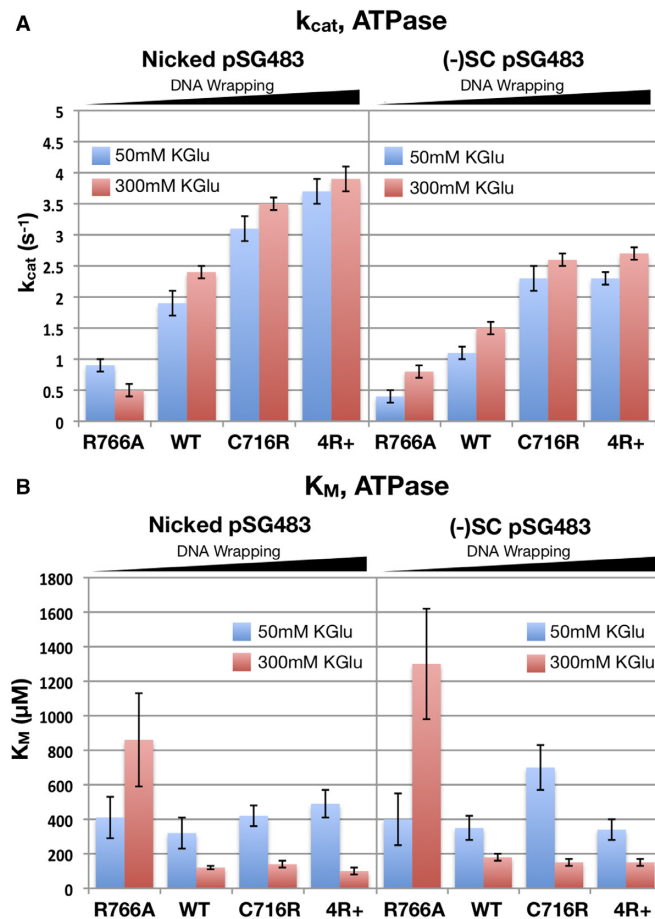 A
kcat, ATPase
Nicked pSG483
(-)SC pSG483
DNA Wrapping
DNA Wrapping
5
4.5
4
3.5
3
2.5
2
1.5
1
0.5
0
kcat (s-1)
50mM KGlu
300mM KGlu
50mM KGlu
300mM KGlu
R766A WT C716R 4R+ R766A WT C716R 4R+
B
KM, ATPase
Nicked pSG483
(-)SC pSG483
DNA Wrapping
DNA Wrapping
1800
1600
1400
1200
1000
800
600
400
200
0
KM (µM)
50mM KGlu
300mM KGlu
50mM KGlu
300mM KGlu
R766A WT C716R 4R+ R766A WT C716R 4R+